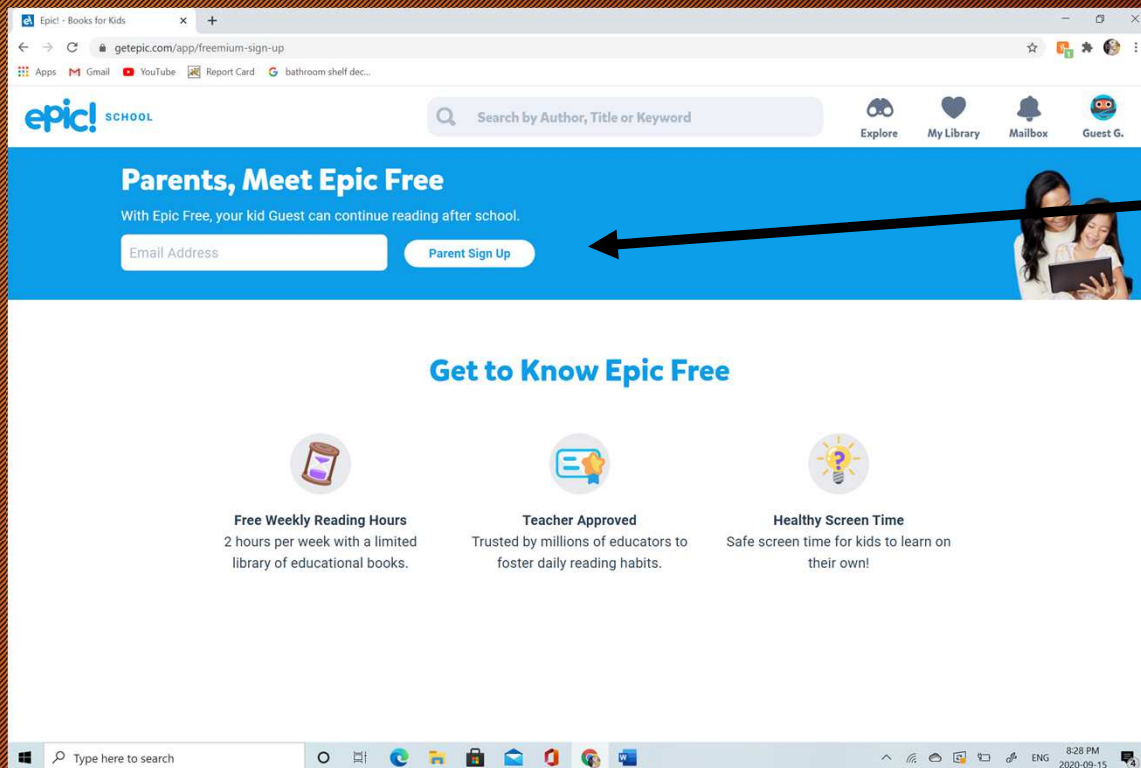 Epic! - Books for Kids
getepic.com/app/freemium-sign-up
Apps Gmail YouTube Report Card bathroom shelf dec...
epic! SCHOOL
Search by Author, Title or Keyword
Explore My Library Mailbox Guest G.
Parents, Meet Epic Free
With Epic Free, your kid Guest can continue reading after school.
Email Address Parent Sign Up
Get to Know Epic Free
Free Weekly Reading Hours
2 hours per week with a limited
library of educational books.
Teacher Approved
Trusted by millions of educators to
foster daily reading habits.
Healthy Screen Time
Safe screen time for kids to learn on
their own!
Type here to search
ENG
8:28 PM
2020-09-15